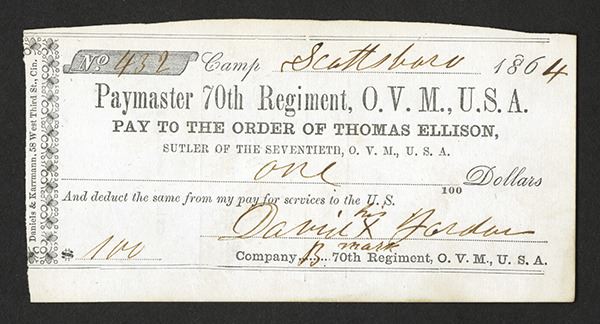 Daniels & Karrmann, 58 West Third St., Cin.
No. 432 Camp Scottsboro 1864
Paymaster 70th Regiment, O. V. M., U. S. A.
PAY TO THE ORDER OF THOMAS ELLISON,
SUTLER OF THE SEVENTIETH, O. V. M., U. S. A.
one 100 Dollars
And deduct the same from my pay for services to the U. S.
David his X
mark
$ 100 Company B 70th Regiment, O. V. M., U. S. A.